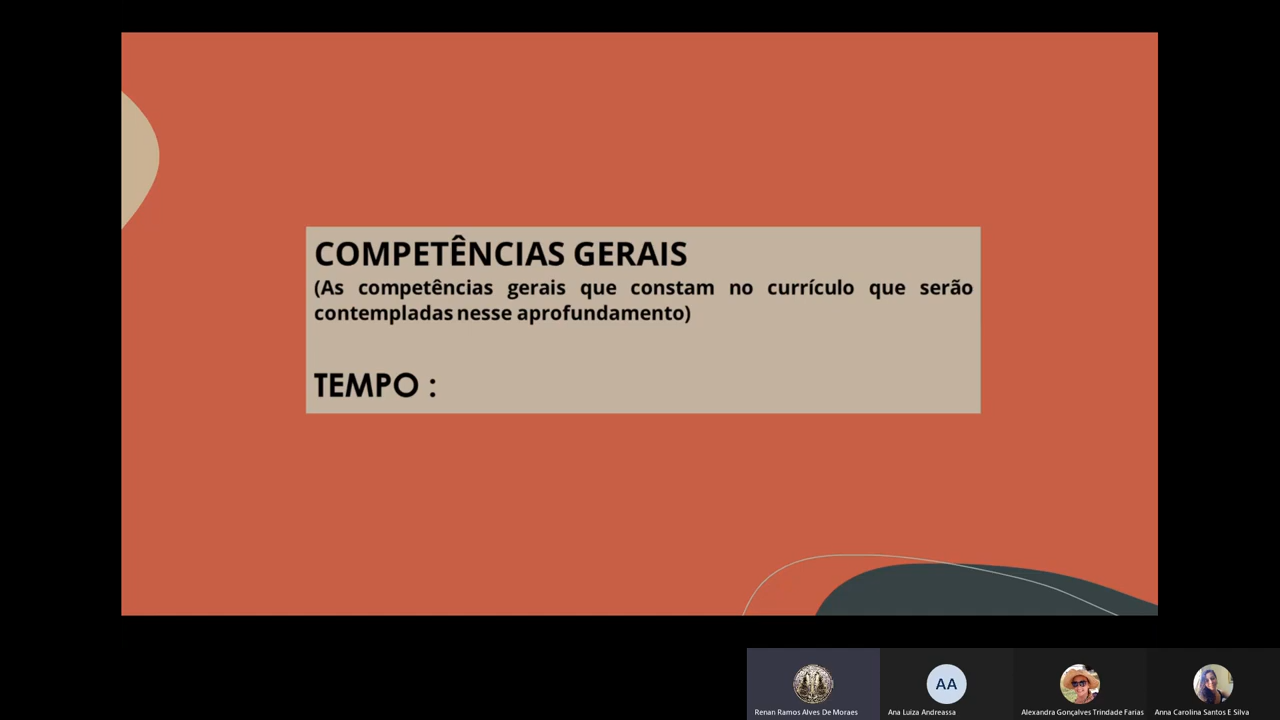 COMPETÊNCIAS GERAIS
(As competências gerais que constam no currículo que serão
contempladas nesse aprofundamento)
TEMPO :
AA
Renan Ramos Alves De Moraes
Ana Luiza Andreassa
Alexandra Gonçalves Trindade Farias
Anna Carolina Santos E Silva